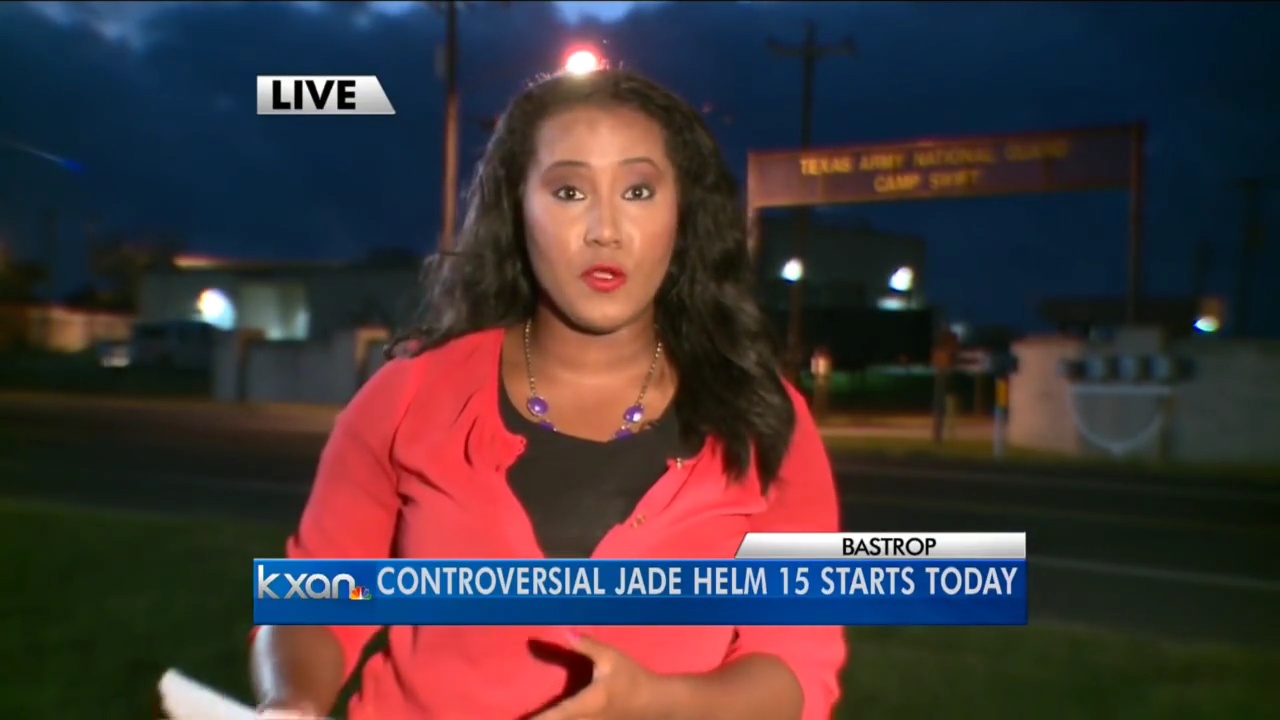 LIVE
TEXAS ARMY NATIONAL GUARD
CAMP SWIFT
BASTROP
kxan CONTROVERSIAL JADE HELM 15 STARTS TODAY